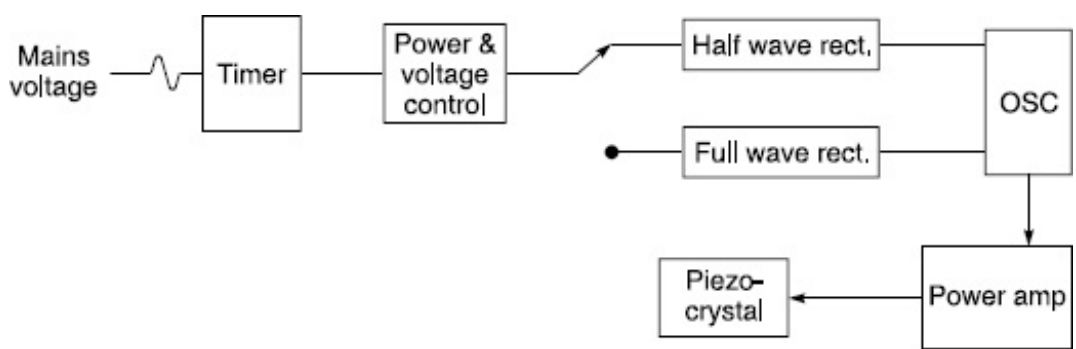 Mains
voltage
Timer
Power &
voltage
control
Half wave rect.
Full wave rect.
OSC
Piezo-
crystal
Power amp